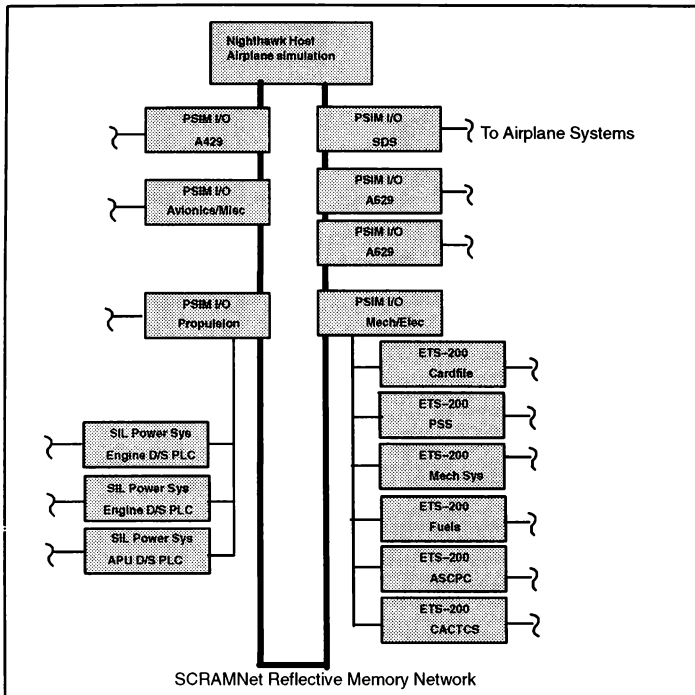 Nighthawk Host
Airplane simulation
PSIM I/O
A429
PSIM I/O
SDS
To Airplane Systems
PSIM I/O
Avionics/Misc
PSIM I/O
A629
PSIM I/O
A629
PSIM I/O
Propulsion
PSIM I/O
Mech/Elec
ETS-200
Cardfile
ETS-200
PSS
ETS-200
Mech Sys
ETS-200
Fuels
ETS-200
ASCPC
ETS-200
CACTCS
SIL Power Sys
Engine D/S PLC
SIL Power Sys
Engine D/S PLC
SIL Power Sys
APU D/S PLC
SCRAMNet Reflective Memory Network